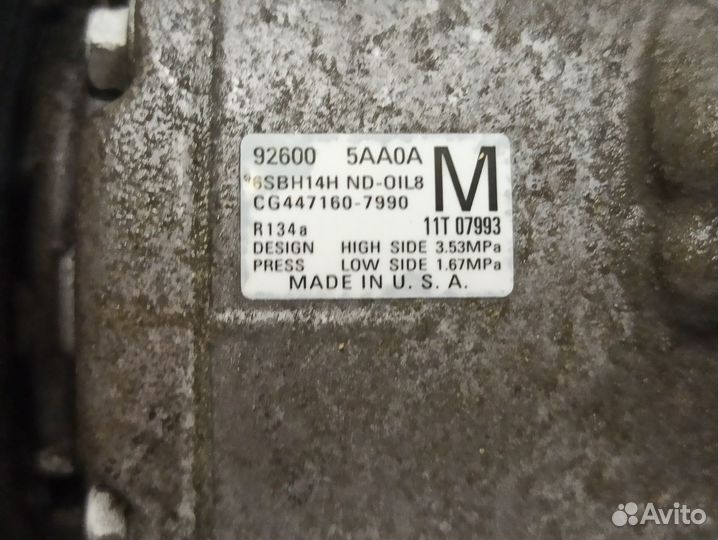 92600 5AA0A
6SBH14H ND-OIL8
M
CG447160-7990
R134a 11T 07993
DESIGN HIGH SIDE 3.53MPa
PRESS LOW SIDE 1.67MPa
MADE IN U. S. A.
Avito